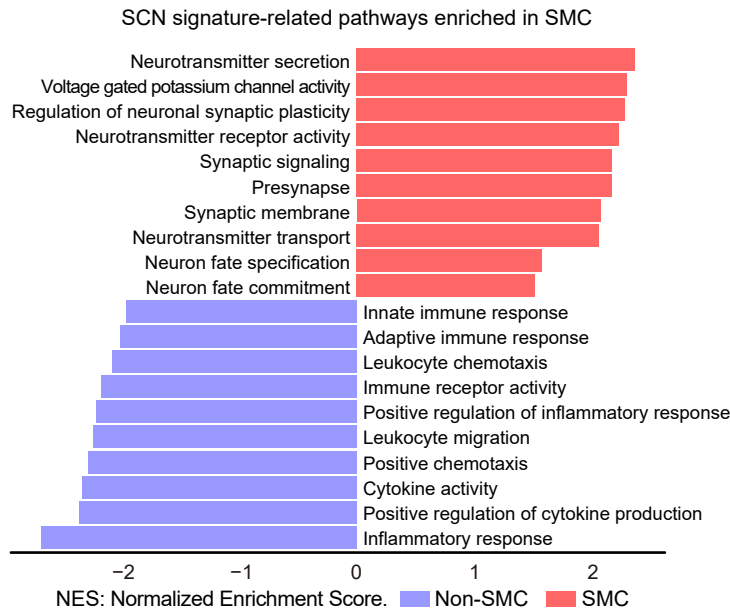 SCN signature-related pathways enriched in SMC
Neurotransmitter secretion
Voltage gated potassium channel activity
Regulation of neuronal synaptic plasticity
Neurotransmitter receptor activity
Synaptic signaling
Presynapse
Synaptic membrane
Neurotransmitter transport
Neuron fate specification
Neuron fate commitment
Innate immune response
Adaptive immune response
Leukocyte chemotaxis
Immune receptor activity
Positive regulation of inflammatory response
Leukocyte migration
Positive chemotaxis
Cytokine activity
Positive regulation of cytokine production
Inflammatory response
−2 −1 0 1 2
NES: Normalized Enrichment Score. Non-SMC SMC